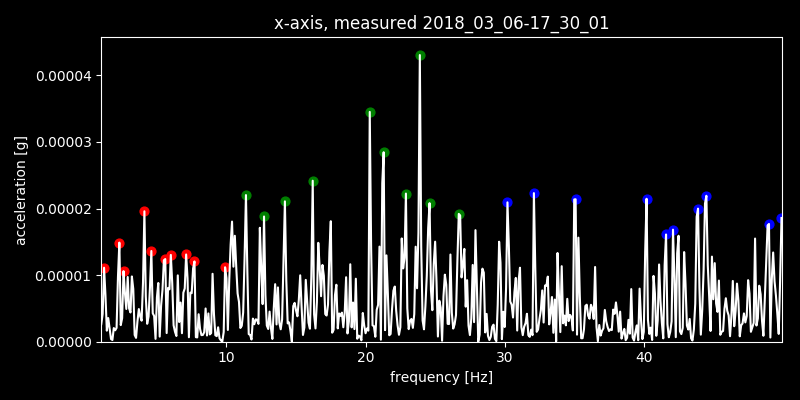 x-axis, measured 2018_03_06-17_30_01
acceleration [g]
0.00004
0.00003
0.00002
0.00001
0.00000
10 20 30 40
frequency [Hz]